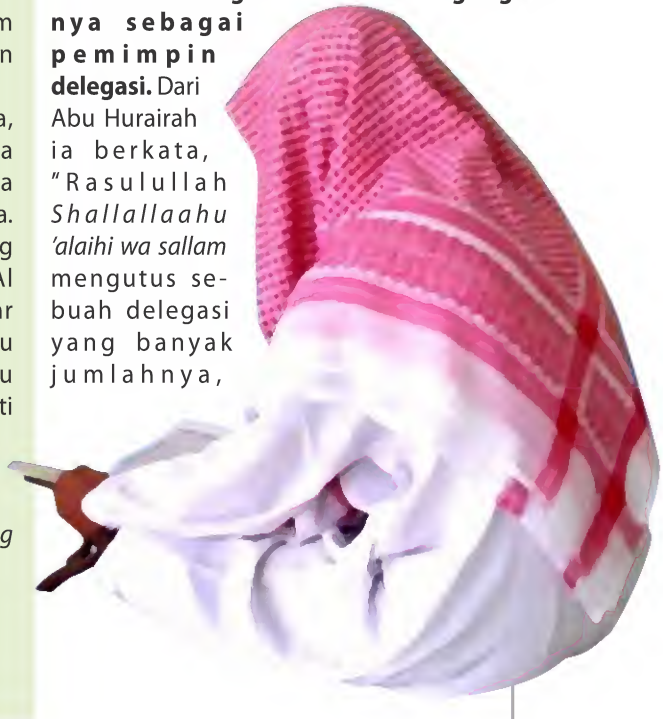 nya sebagai
pemimpin
delegasi. Dari
Abu Hurairah
ia berkata,
"Rasulullah
Shallallaahu
'alaihi wa sallam
mengutus se-
buah delegasi
yang banyak
jumlahnya,